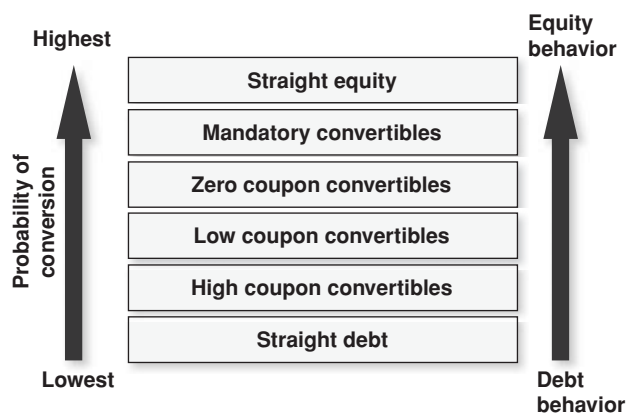 Highest
Equity
behavior
Straight equity
Mandatory convertibles
Zero coupon convertibles
Low coupon convertibles
High coupon convertibles
Straight debt
Probability of
conversion
Lowest
Debt
behavior